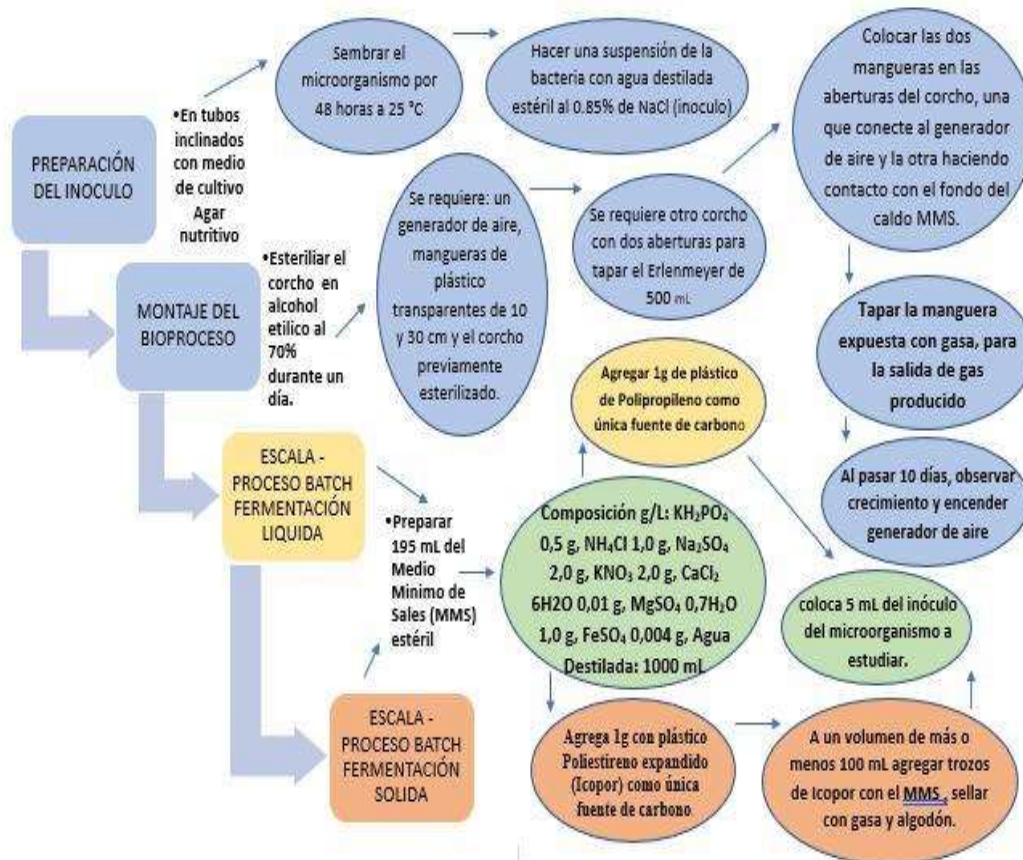 PREPARACIÓN
DEL INOCULO
•En tubos
inclinados
con medio
de cultivo
Agar
nutritivo
Sembrar el
microorganismo por
48 horas a 25 °C
Hacer una suspensión de la
bacteria con agua destilada
estéril al 0.85% de NaCl (inoculo)
MONTAJE DEL
BIOPROCESO
•Esteriliar el
corcho en
alcohol
etilico al
70%
durante un
día.
Se requiere: un
generador de aire,
mangueras de
plástico
transparentes de 10
y 30 cm y el corcho
previamente
esterilizado.
Se requiere otro corcho
con dos aberturas para
tapar el Erlenmeyer de
500 mL
Colocar las dos
mangueras en las
aberturas del corcho, una
que conecte al generador
de aire y la otra haciendo
contacto con el fondo del
caldo MMS.
Tapar la manguera
expuesta con gasa, para
la salida de gas
producido
Al pasar 10 días, observar
crecimiento y encender
generador de aire
ESCALA -
PROCESO BATCH
FERMENTACIÓN
LIQUIDA
•Preparar
195 mL del
Medio
Minimo de
Sales (MMS)
estéril
Composición g/L: KH₂PO₄
0,5 g, NH₄Cl 1,0 g, Na₂SO₄
2,0 g, KNO₃ 2,0 g, CaCl₂
6H2O 0,01 g, MgSO₄ 0,7H₂O
1,0 g, FeSO₄ 0,004 g, Agua
Destilada: 1000 mL
Agregar 1g de plástico
de Polipropileno como
única fuente de carbono
coloca 5 mL del inóculo
del microorganismo a
estudiar.
ESCALA -
PROCESO BATCH
FERMENTACIÓN
SOLIDA
Agrega 1g con plástico
Poliestireno expandido
(Icopor) como única
fuente de carbono
A un volumen de más o
menos 100 mL agregar trozos
de Icopor con el MMS , sellar
con gasa y algodón.